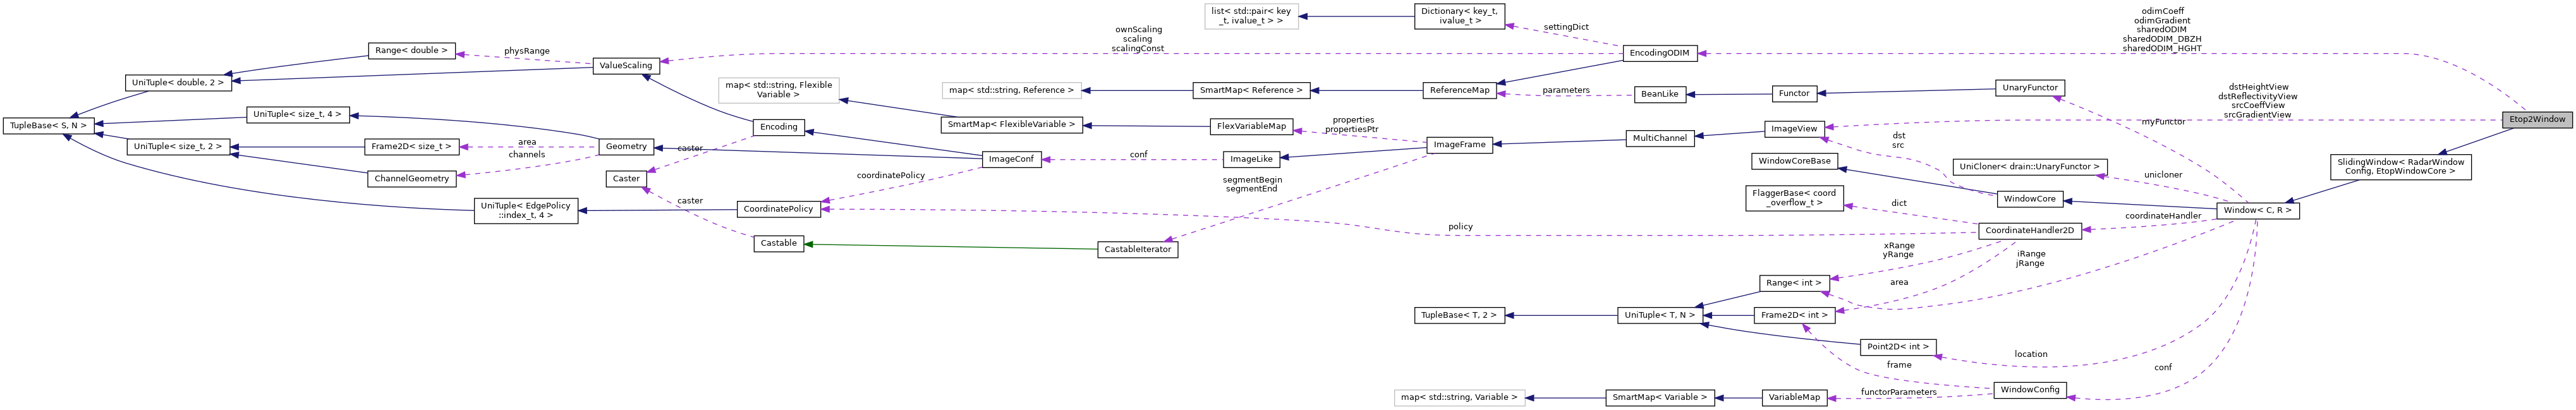 TupleBase< S, N >
UniTuple< double, 2 >
UniTuple< size_t, 4 >
UniTuple< size_t, 2 >
Range< double >
Frame2D< size_t >
ChannelGeometry
UniTuple< EdgePolicy
::index_t, 4 >
physRange
area
channels
ValueScaling
Geometry
Caster
caster
caster
map< std::string, Flexible
Variable >
Encoding
CoordinatePolicy
Castable
coordinatePolicy
ownScaling
scaling
scalingConst
map< std::string, Reference >
SmartMap< FlexibleVariable >
ImageConf
conf
CastableIterator
list< std::pair< key
_t, ivalue_t > >
SmartMap< Reference >
FlexVariableMap
ImageLike
segmentBegin
segmentEnd
properties
propertiesPtr
Dictionary< key_t,
ivalue_t >
ReferenceMap
ImageFrame
policy
TupleBase< T, 2 >
map< std::string, Variable >
settingDict
parameters
EncodingODIM
BeanLike
MultiChannel
UniTuple< T, N >
SmartMap< Variable >
Functor
ImageView
WindowCoreBase
FlaggerBase< coord
_overflow_t >
Range< int >
Frame2D< int >
VariableMap
dst
src
dict
xRange
yRange
area
frame
functorParameters
UnaryFunctor
UniCloner< drain::UnaryFunctor >
WindowCore
CoordinateHandler2D
Point2D< int >
WindowConfig
iRange
jRange
location
conf
odimCoeff
odimGradient
sharedODIM
sharedODIM_DBZH
sharedODIM_HGHT
dstHeightView
dstReflectivityView
srcCoeffView
srcGradientView
myFunctor
unicloner
coordinateHandler
Window< C, R >
SlidingWindow< RadarWindow
Config, EtopWindowCore >
Etop2Window